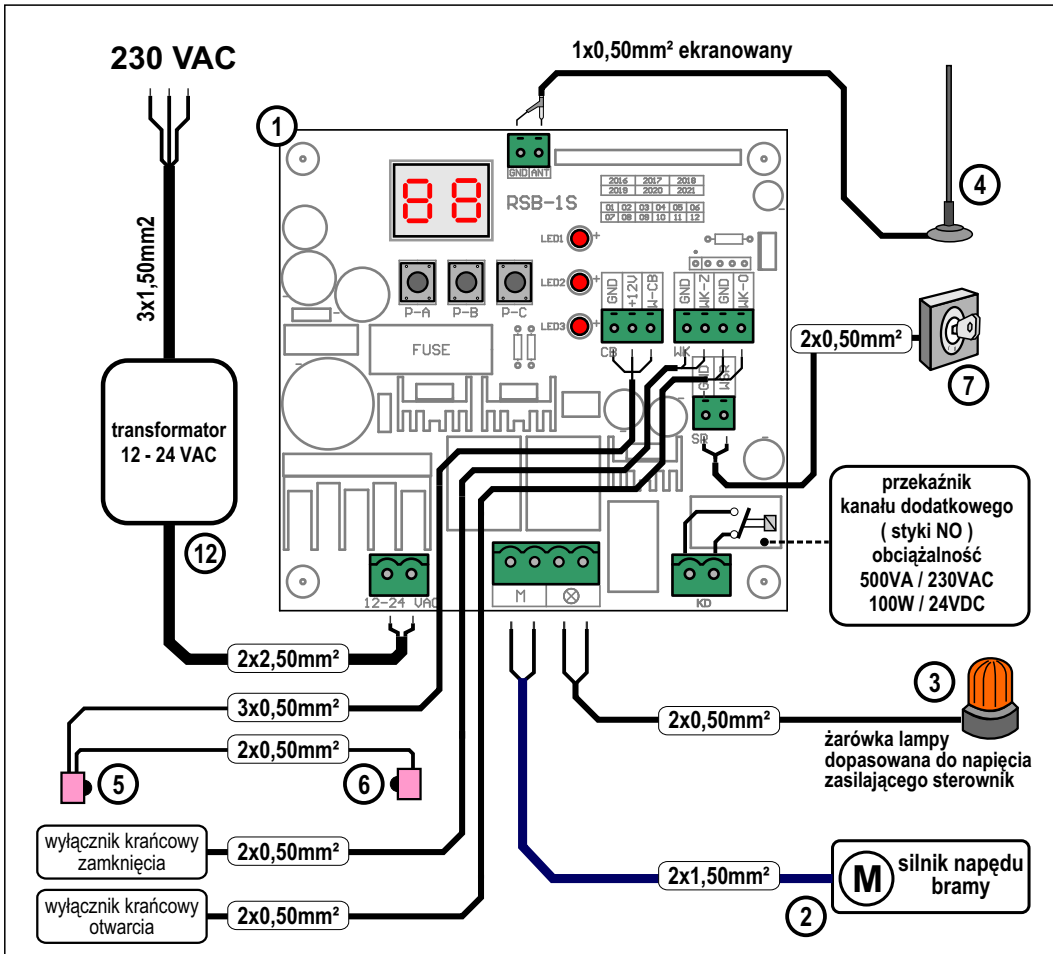 230 VAC
1x0,50mm² ekranowany
1
GND ANT
RSB-1S
2016 2017 2018
2019 2020 2021
01 02 03 04 05 06
07 08 09 10 11 12
88
4
LED1 +
LED2 +
LED3 +
P-A P-B P-C
FUSE
GND +12V W-CB
GND WK-Z GND WK-O
CB
WK
-GND WSR
SR
3x1,50mm2
2x0,50mm²
7
transformator
12 - 24 VAC
12
przekaźnik
kanału dodatkowego
( styki NO )
obciążalność
500VA / 230VAC
100W / 24VDC
12-24 VAC
M
KD
2x2,50mm²
3x0,50mm²
2x0,50mm²
5
6
3
2x0,50mm²
żarówka lampy
dopasowana do napięcia
zasilającego sterownik
wyłącznik krańcowy
zamknięcia
2x0,50mm²
wyłącznik krańcowy
otwarcia
2x0,50mm²
2x1,50mm²
2
M
silnik napędu
bramy